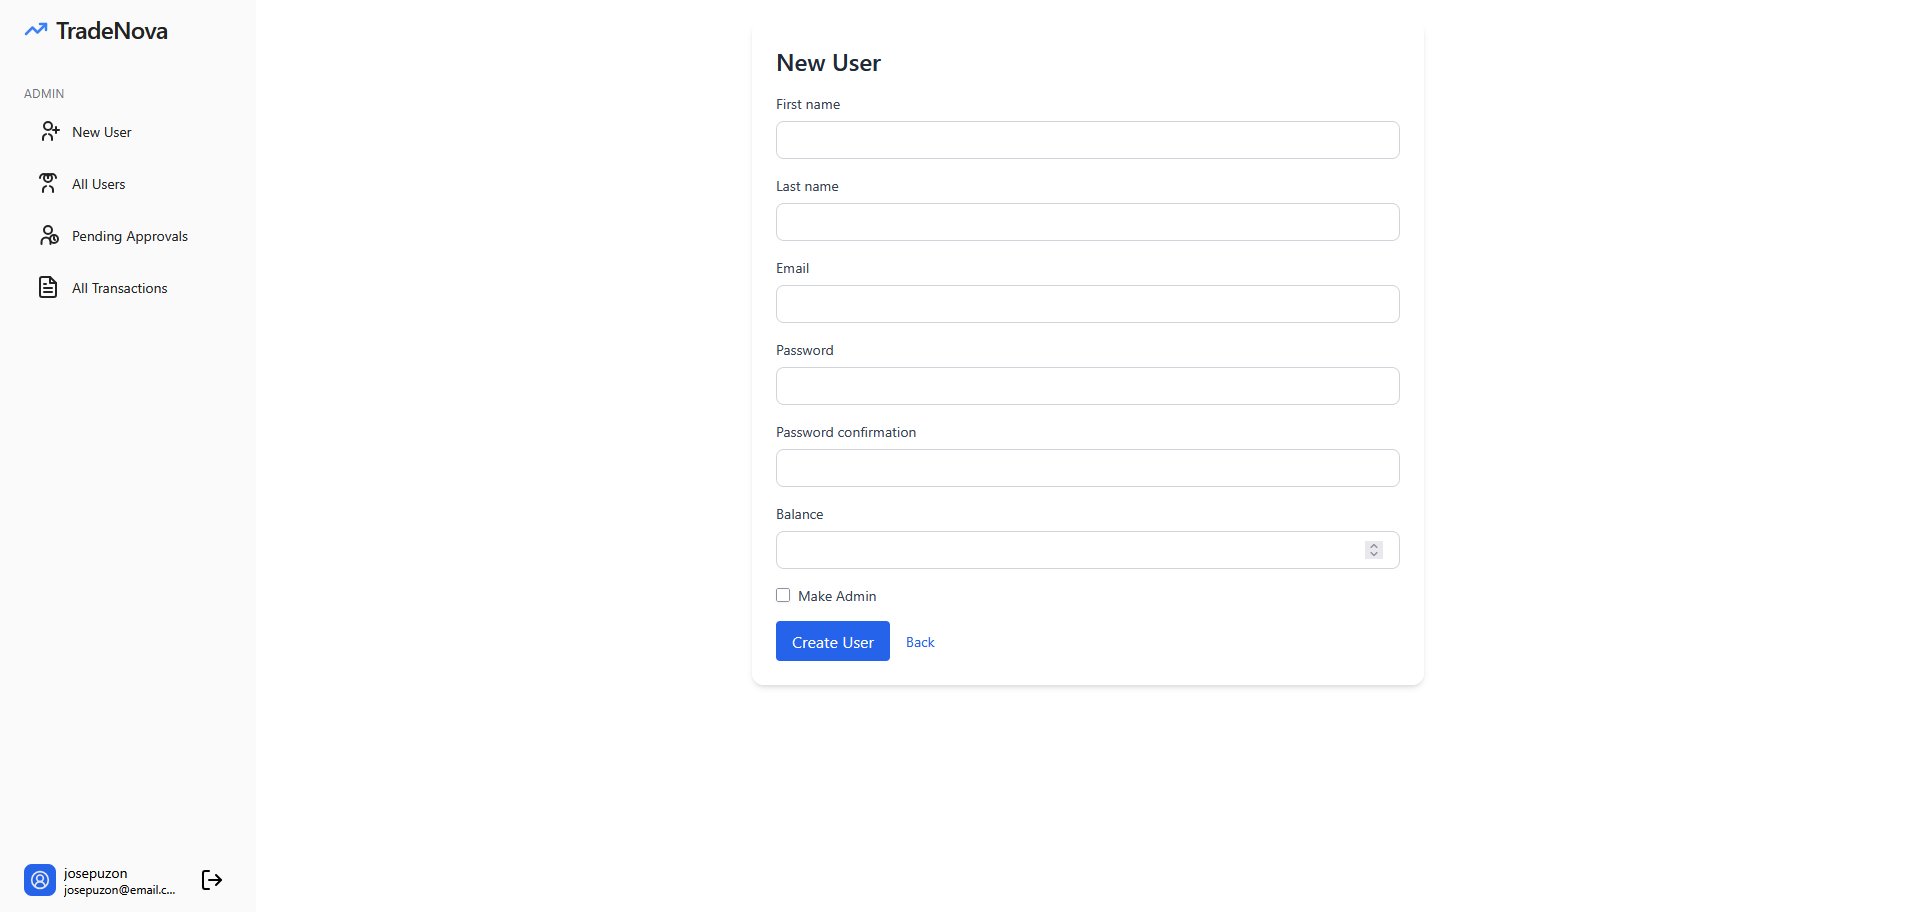 TradeNova
ADMIN
New User
All Users
Pending Approvals
All Transactions
josepuzon
josepuzon@email.c...
New User
First name
Last name
Email
Password
Password confirmation
Balance
Make Admin
Create User
Back